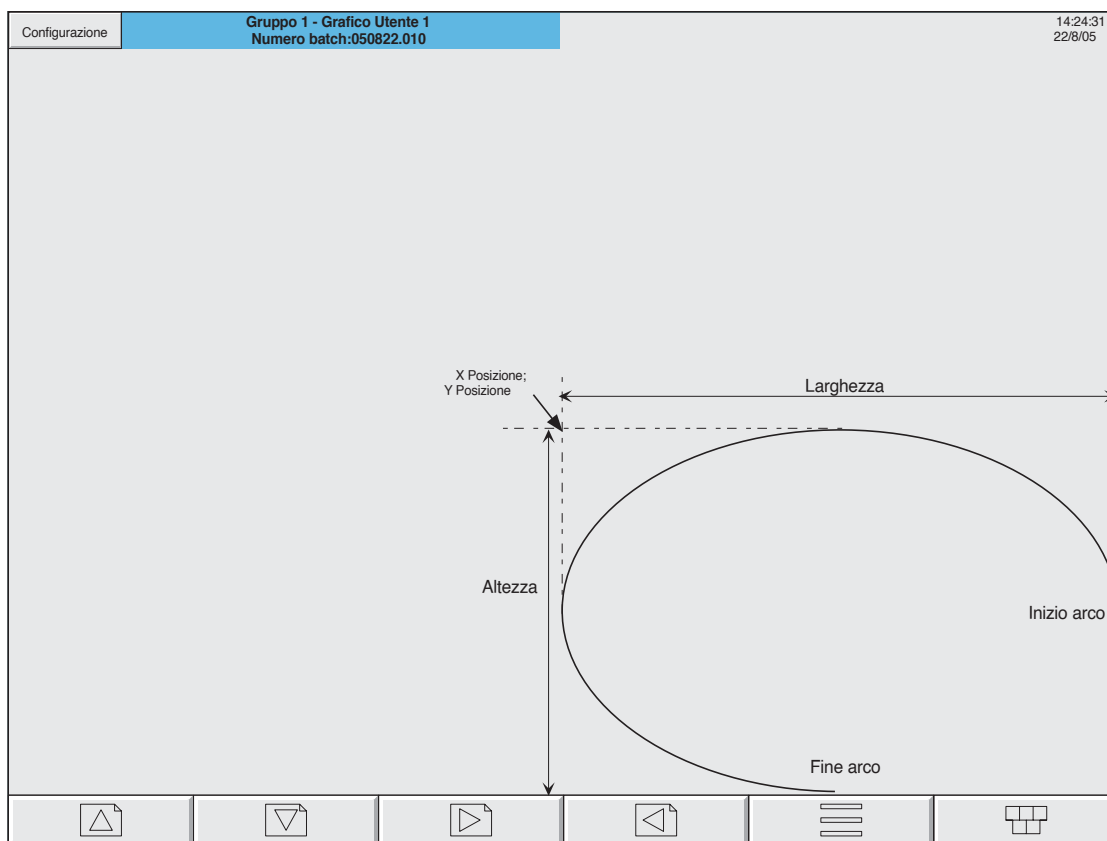 Configurazione
Gruppo 1 - Grafico Utente 1
Numero batch:050822.010
14:24:31
22/8/05
X Posizione;
Y Posizione
Larghezza
Altezza
Inizio arco
Fine arco